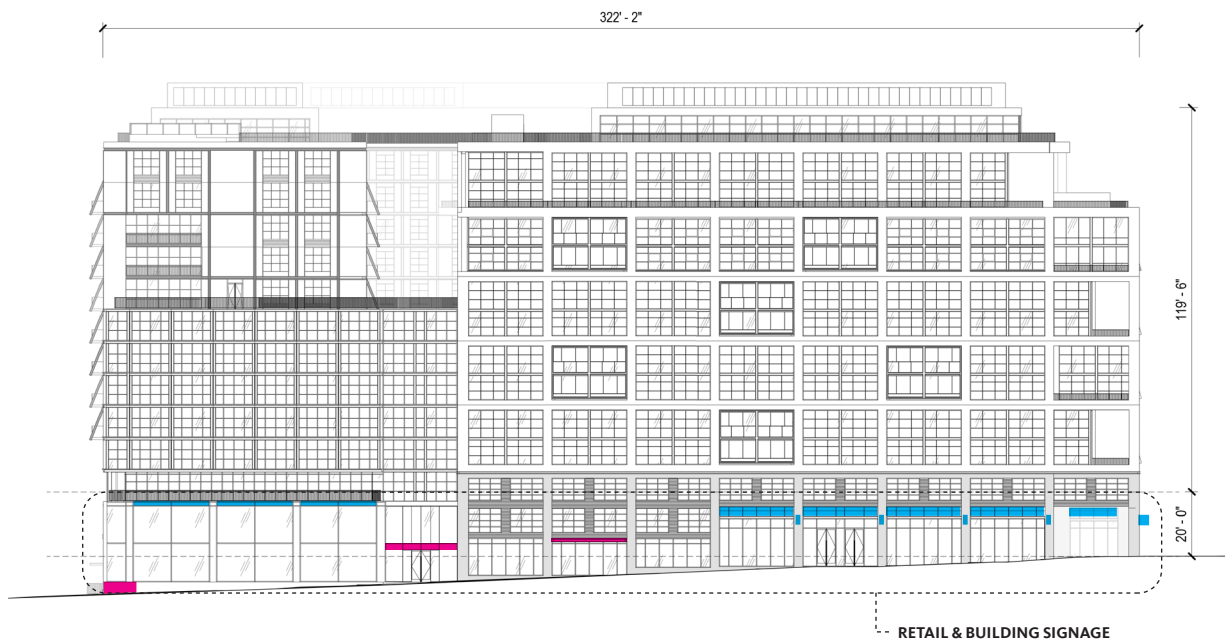 322' - 2"
119' - 6"
20' - 0"
RETAIL & BUILDING SIGNAGE